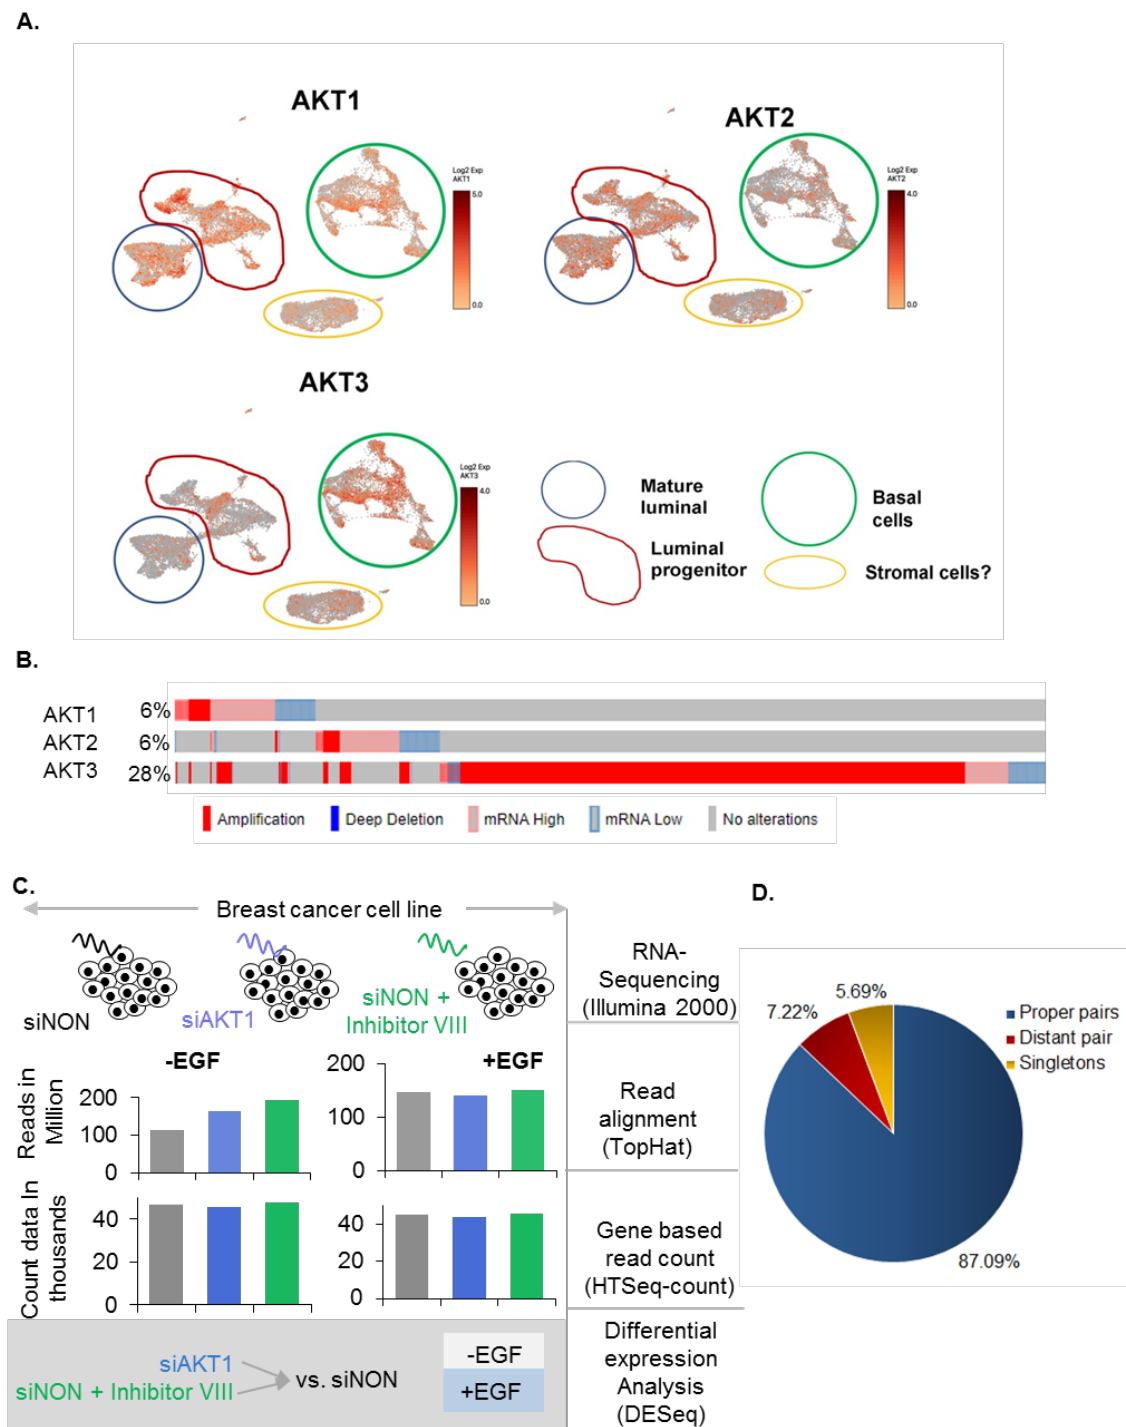 A.
AKT1
Log2 Exp
AKT1
5.0
0.0
AKT2
Log2 Exp
AKT2
4.0
0.0
AKT3
Log2 Exp
AKT3
4.0
0.0
Mature
luminal
Basal
cells
Luminal
progenitor
Stromal cells?
B.
AKT1 6%
AKT2 6%
AKT3 28%
Amplification
Deep Deletion
mRNA High
mRNA Low
No alterations
C.
Breast cancer cell line
siNON
siAKT1
siNON +
Inhibitor VIII
RNA-
Sequencing
(Illumina 2000)
-EGF
+EGF
Reads in
Million
200
100
0
200
100
0
Read
alignment
(TopHat)
Count data In
thousands
40
20
0
40
20
0
Gene based
read count
(HTSeq-count)
siAKT1
siNON + Inhibitor VIII
vs. siNON
-EGF
+EGF
Differential
expression
Analysis
(DESeq)
D.
5.69%
7.22%
87.09%
Proper pairs
Distant pair
Singletons